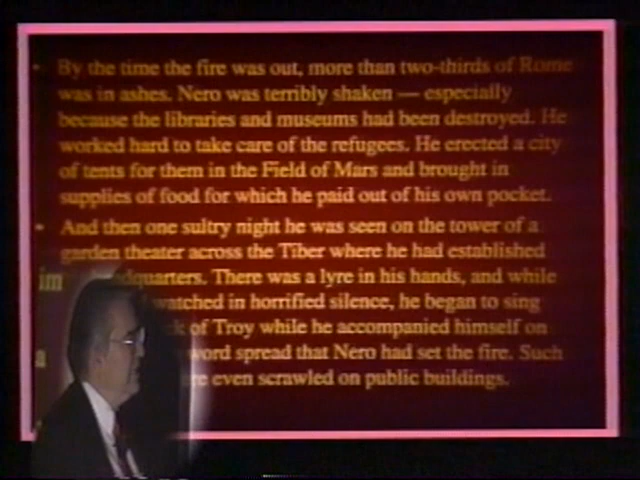 • By the time the fire was out, more than two-thirds of Rome
was in ashes. Nero was terribly shaken — especially
because the libraries and museums had been destroyed. He
worked hard to take care of the refugees. He erected a city
of tents for them in the Field of Mars and brought in
supplies of food for which he paid out of his own pocket.
• And then one sultry night he was seen on the tower of a
garden theater across the Tiber where he had established
im dquarters. There was a lyre in his hands, and while
watched in horrified silence, he began to sing
k of Troy while he accompanied himself on
a word spread that Nero had set the fire. Such
re even scrawled on public buildings.